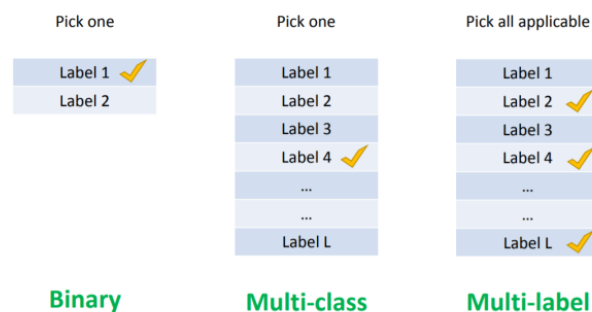 Pick one
Label 1
Label 2
Binary
Pick one
Label 1
Label 2
Label 3
Label 4
...
...
Label L
Multi-class
Pick all applicable
Label 1
Label 2
Label 3
Label 4
...
...
Label L
Multi-label